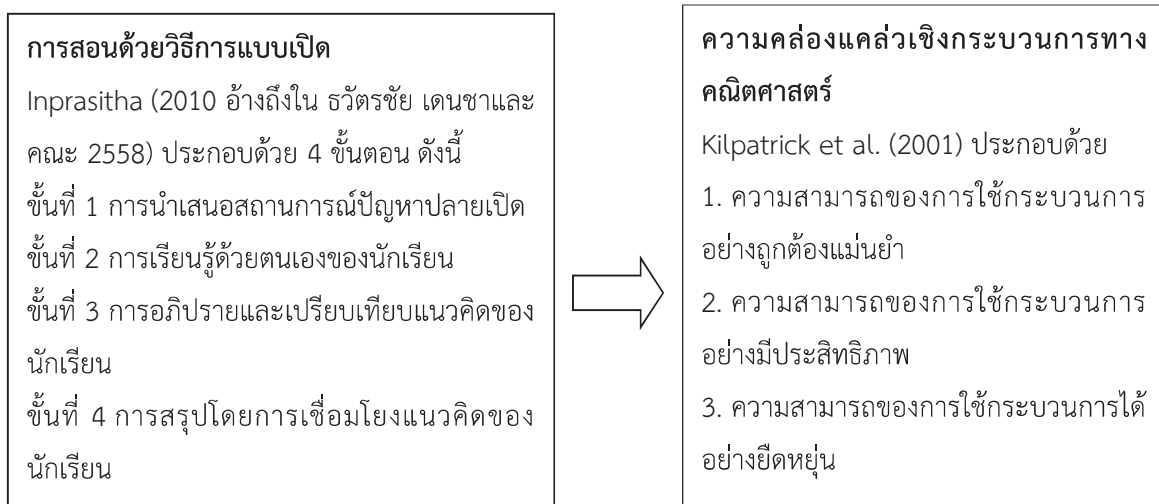 การสอนด้วยวิธีการแบบเปิด
Inprasitha (2010 อ้างถึงใน ธวัตรชัย เดนชาและ
คณะ 2558) ประกอบด้วย 4 ขั้นตอน ดังนี้
ขั้นที่ 1 การนำเสนอสถานการณ์ปัญหาปลายเปิด
ขั้นที่ 2 การเรียนรู้ด้วยตนเองของนักเรียน
ขั้นที่ 3 การอภิปรายและเปรียบเทียบแนวคิดของ
นักเรียน
ขั้นที่ 4 การสรุปโดยการเชื่อมโยงแนวคิดของ
นักเรียน
ความคล่องแคล่วเชิงกระบวนการทาง
คณิตศาสตร์
Kilpatrick et al. (2001) ประกอบด้วย
1. ความสามารถของการใช้กระบวนการ
อย่างถูกต้องแม่นยำ
2. ความสามารถของการใช้กระบวนการ
อย่างมีประสิทธิภาพ
3. ความสามารถของการใช้กระบวนการได้
อย่างยืดหยุ่น